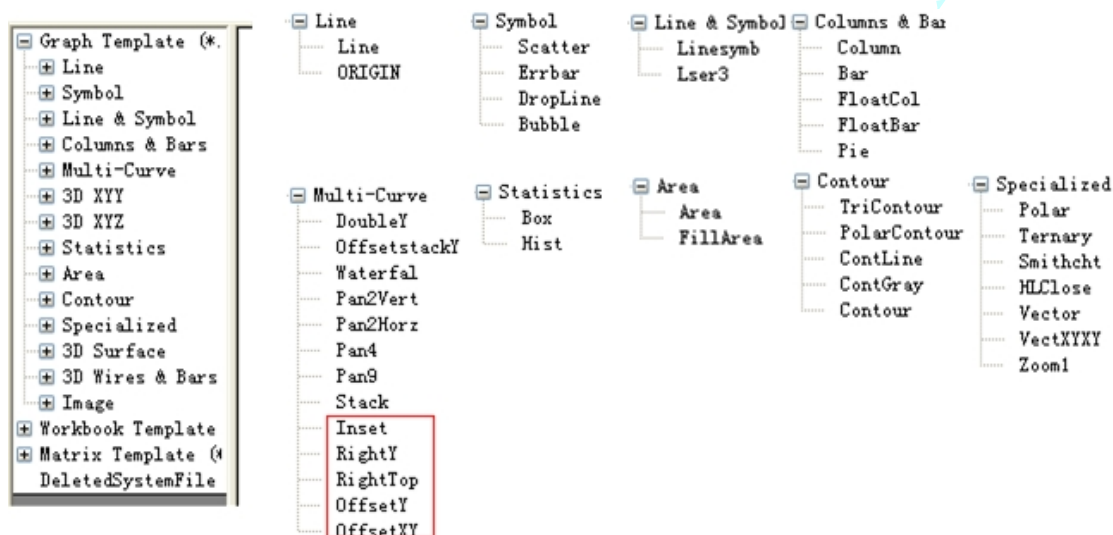 Graph Template (*.
Line
Symbol
Line & Symbol
Columns & Bars
Multi-Curve
3D XYY
3D XYZ
Statistics
Area
Contour
Specialized
3D Surface
3D Wires & Bars
Image
Workbook Template
Matrix Template (
DeletedSystemFile
Line
Line
ORIGIN
Symbol
Scatter
Errbar
DropLine
Bubble
Line & Symbol
Linesymb
Lser3
Columns & Bar
Column
Bar
FloatCol
FloatBar
Pie
Multi-Curve
DoubleY
OffsetstackY
Waterfal
Pan2Vert
Pan2Horz
Pan4
Pan9
Stack
Inset
RightY
RightTop
OffsetY
OffsetXY
Statistics
Box
Hist
Area
Area
FillArea
Contour
TriContour
PolarContour
ContLine
ContGray
Contour
Specialized
Polar
Ternary
Smithcht
HLClose
Vector
VectXYXY
Zoom1